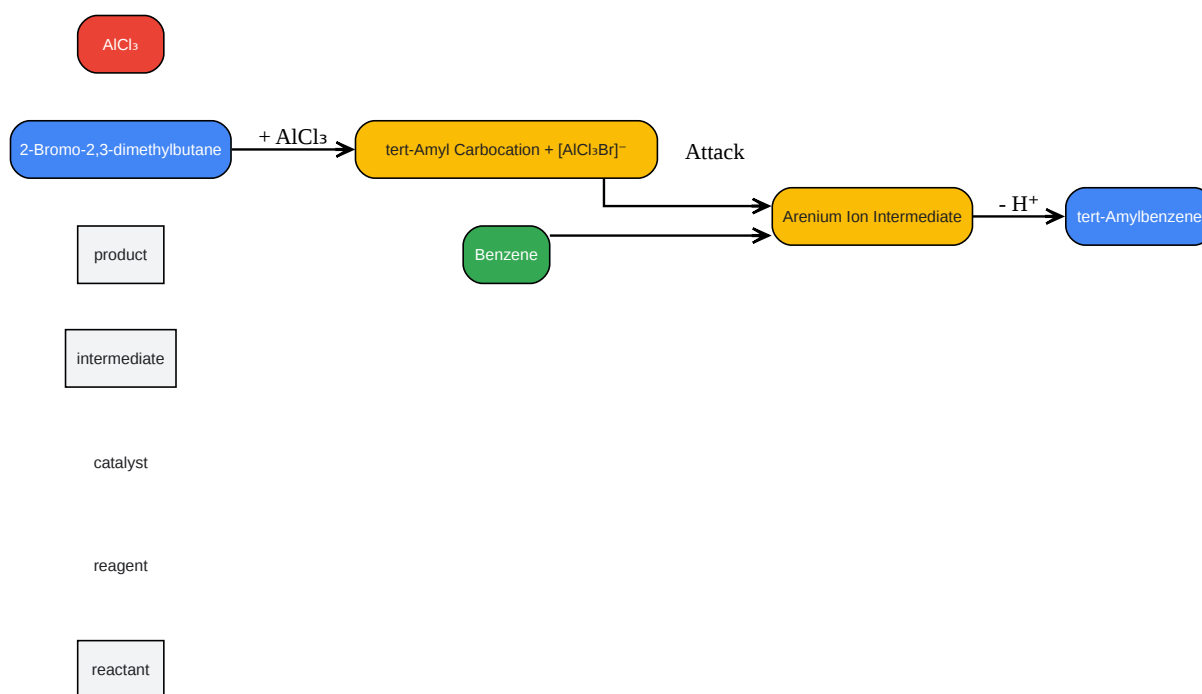 AlCl₃
2-Bromo-2,3-dimethylbutane
+ AlCl₃
tert-Amyl Carbocation + [AlCl₃Br]⁻
Attack
Arenium Ion Intermediate
- H⁺
tert-Amylbenzene
product
Benzene
intermediate
catalyst
reagent
reactant